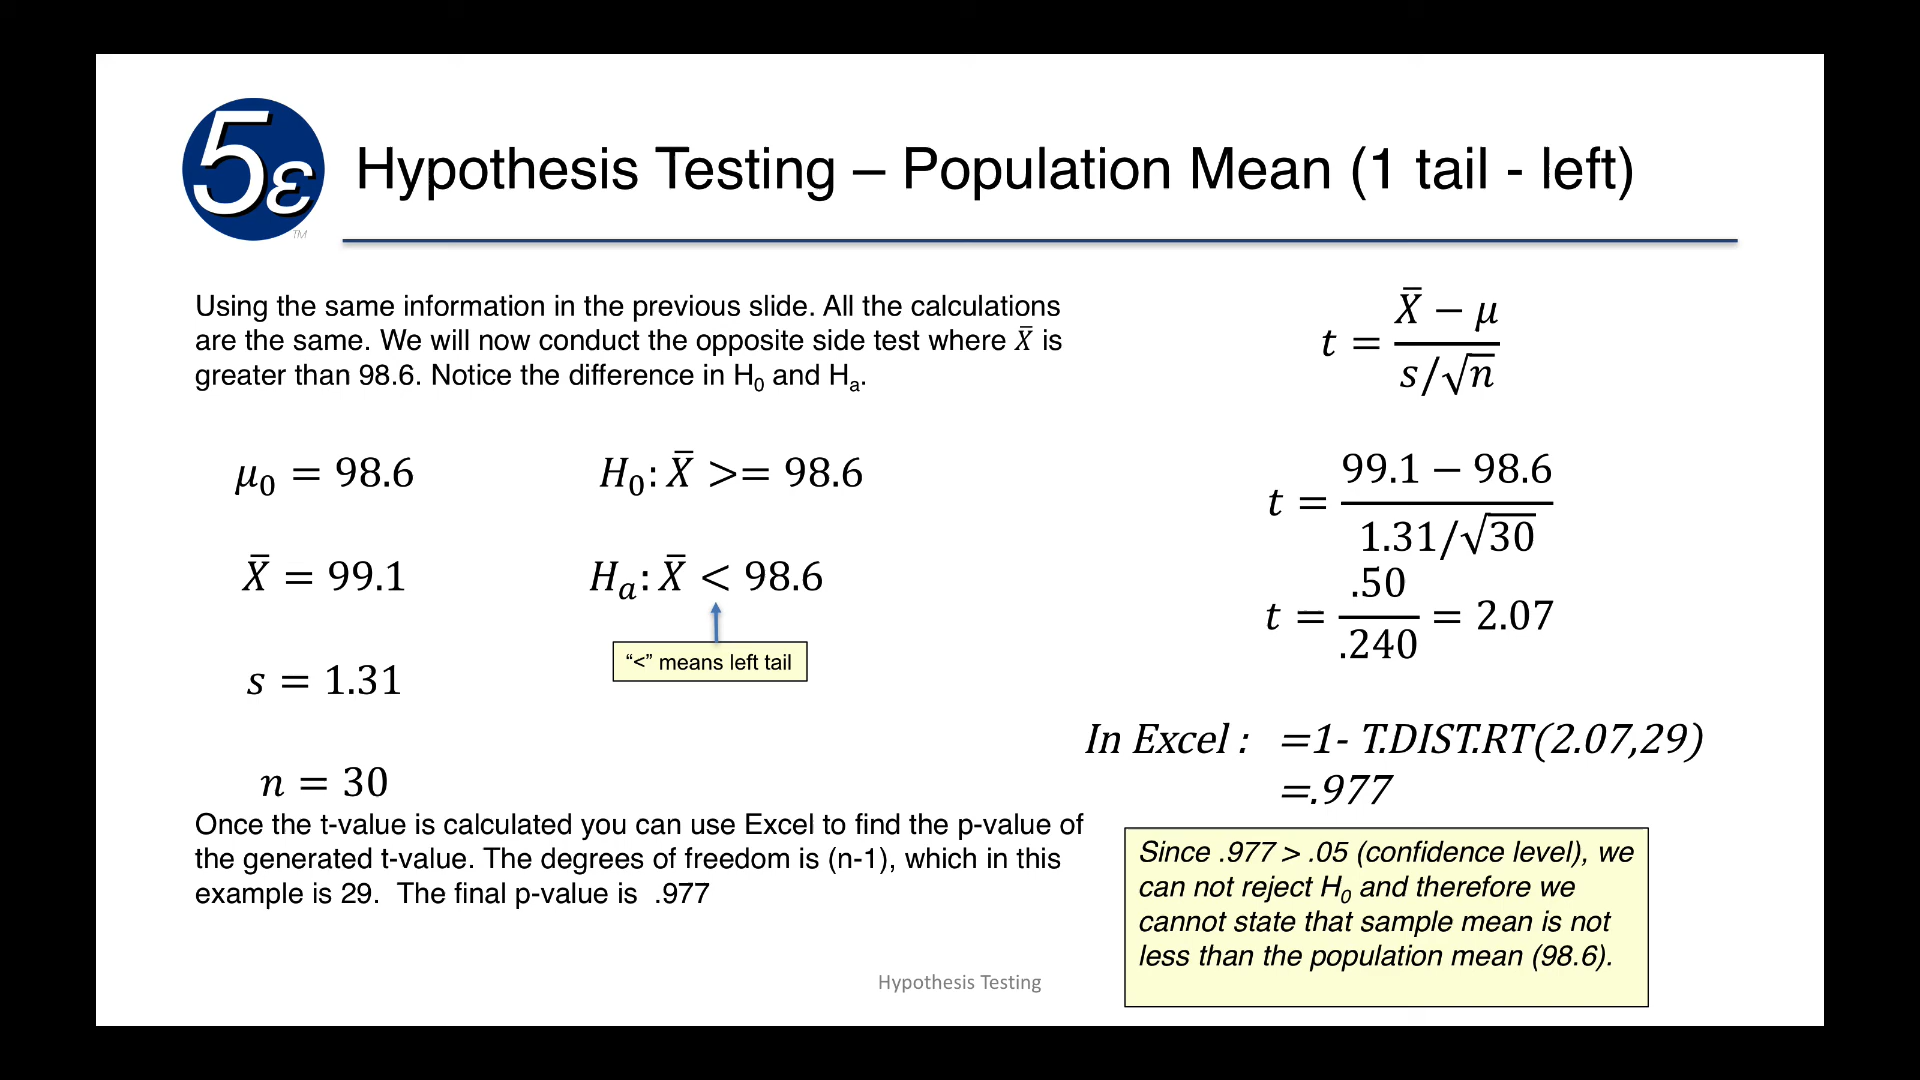 5ε
TM
Hypothesis Testing – Population Mean (1 tail - left)
Using the same information in the previous slide. All the calculations
are the same. We will now conduct the opposite side test where X̄ is
greater than 98.6. Notice the difference in H₀ and Hₐ.
μ₀ = 98.6
H₀: X̄ >= 98.6
X̄ = 99.1
Hₐ: X̄ < 98.6
“<” means left tail
s = 1.31
n = 30
Once the t-value is calculated you can use Excel to find the p-value of
the generated t-value. The degrees of freedom is (n-1), which in this
example is 29.  The final p-value is  .977
t = (X̄ − μ) / (s/√n)
t = (99.1 − 98.6) / (1.31/√30)
t = .50 / .240 = 2.07
In Excel :  =1- T.DIST.RT(2.07,29)
=.977
Since .977 > .05 (confidence level), we
can not reject H₀ and therefore we
cannot state that sample mean is not
less than the population mean (98.6).
Hypothesis Testing